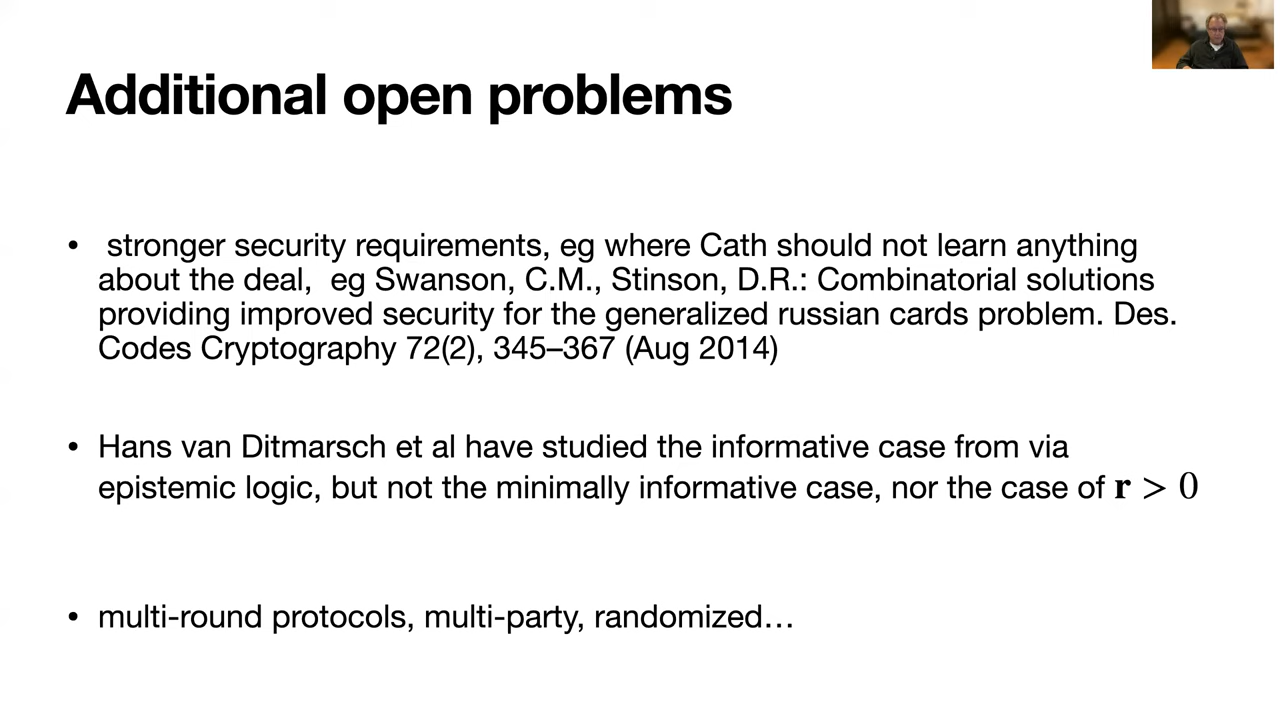 Additional open problems
• stronger security requirements, eg where Cath should not learn anything
about the deal, eg Swanson, C.M., Stinson, D.R.: Combinatorial solutions
providing improved security for the generalized russian cards problem. Des.
Codes Cryptography 72(2), 345–367 (Aug 2014)
• Hans van Ditmarsch et al have studied the informative case from via
epistemic logic, but not the minimally informative case, nor the case of r > 0
• multi-round protocols, multi-party, randomized…